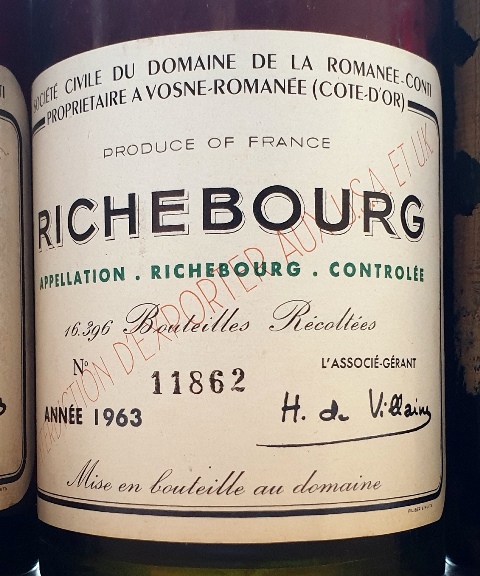 SOCIÉTÉ CIVILE DU DOMAINE DE LA ROMANÉE-CONTI
PROPRIETAIRE A VOSNE-ROMANÉE (COTE-D'OR)
PRODUCE OF FRANCE
RICHEBOURG
APPELLATION . RICHEBOURG . CONTROLÉE
INTERDICTION D'EXPORTER AUX U.S.A. ET U.K
16.396 Bouteilles Récoltées
N° 11862
L'ASSOCIÉ-GÉRANT
ANNÉE 1963
H. de Villaine
Mise en bouteille au domaine